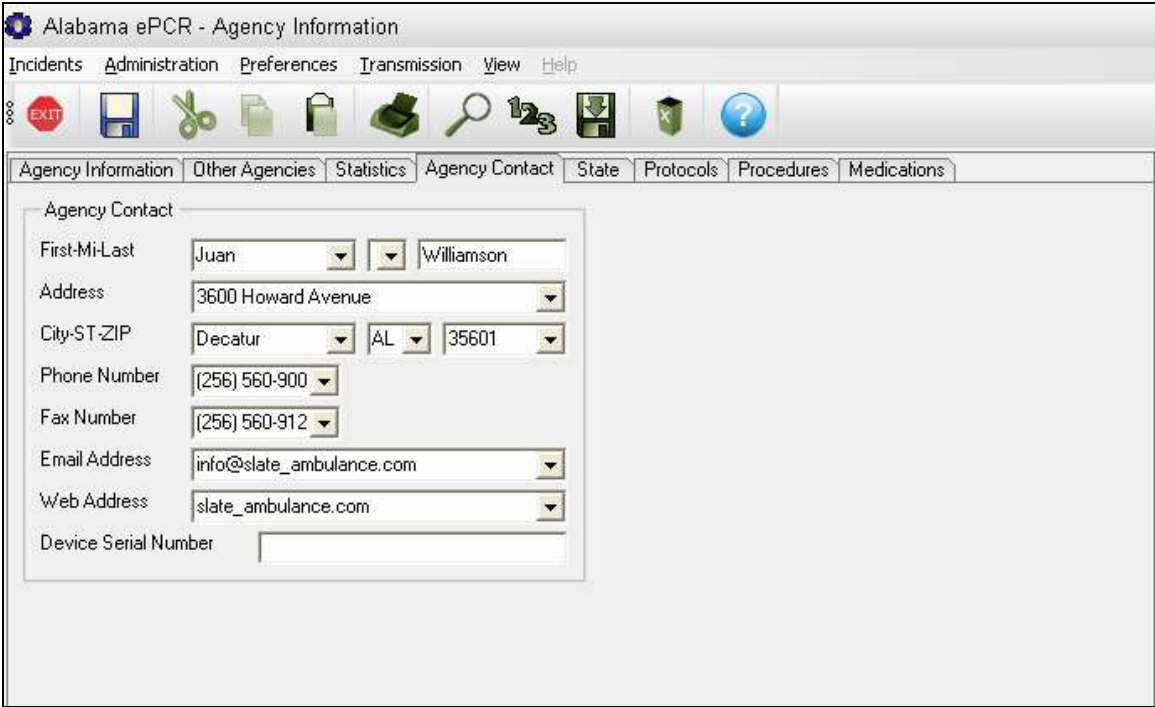 Alabama ePCR - Agency Information
Incidents Administration Preferences Transmission View Help
EXIT 123 ?
Agency Information Other Agencies Statistics Agency Contact State Protocols Procedures Medications
Agency Contact
First-Mi-Last Juan Williamson
Address 3600 Howard Avenue
City-ST-ZIP Decatur AL 35601
Phone Number (256) 560-900
Fax Number (256) 560-912
Email Address info@slate_ambulance.com
Web Address slate_ambulance.com
Device Serial Number